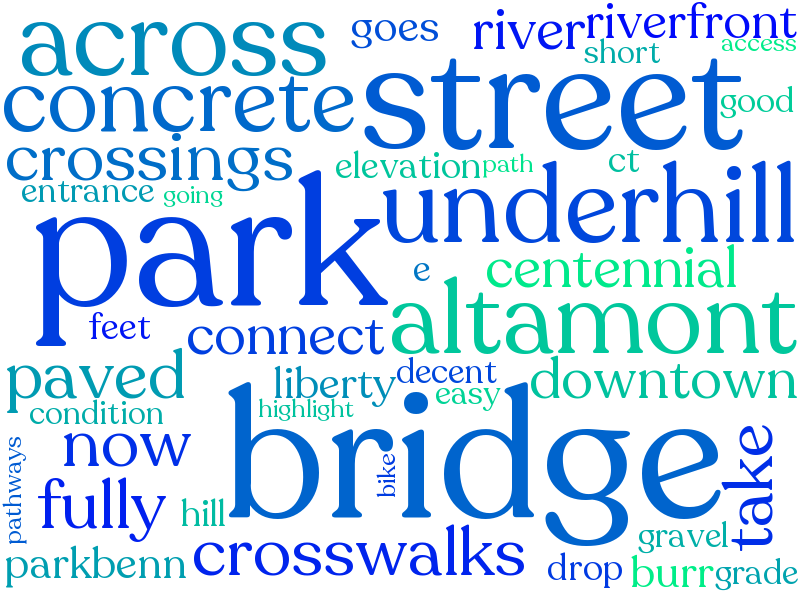 across goes river riverfront
short access
concrete street good
crossings elevation path ct
entrance going underhill
park e centennial
feet connect altamont
paved liberty decent downtown
condition highlight easy
now bridge bike take
pathways fully hill
parkbenn crosswalks gravel
drop burr grade